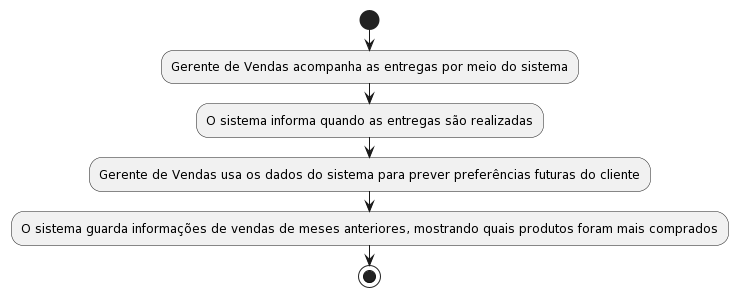 Gerente de Vendas acompanha as entregas por meio do sistema
O sistema informa quando as entregas são realizadas
Gerente de Vendas usa os dados do sistema para prever preferências futuras do cliente
O sistema guarda informações de vendas de meses anteriores, mostrando quais produtos foram mais comprados